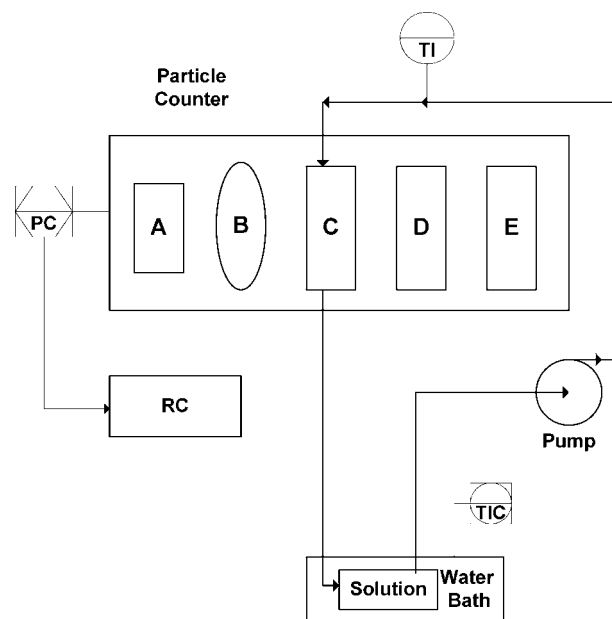 TI
Particle
Counter
PC
A
B
C
D
E
RC
Pump
TIC
Solution
Water
Bath